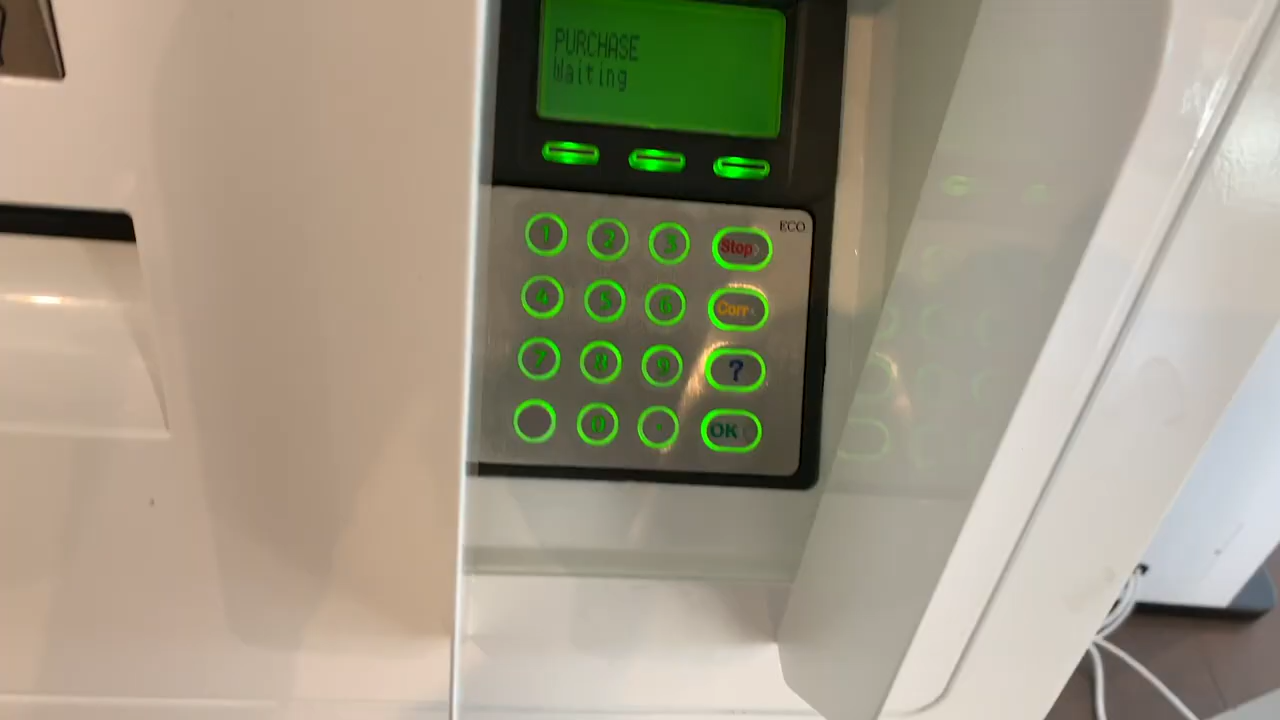 PURCHASE
Waiting
ECO
1 2 3 Stop
4 5 6 Corr
7 8 9 ?
0 .
OK